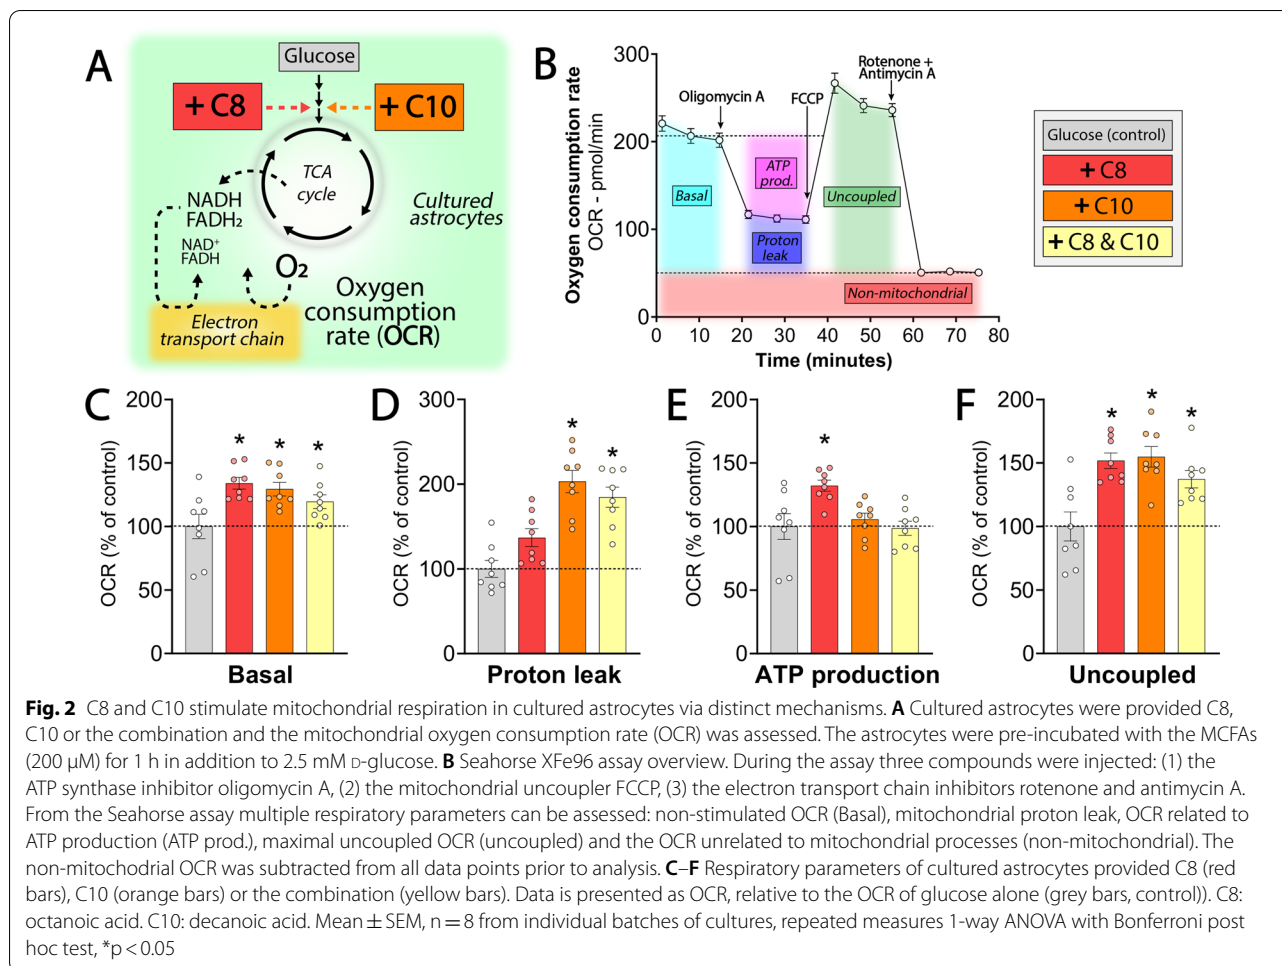 A
Glucose
+ C8
+ C10
TCA
cycle
NADH
FADH₂
NAD⁺
FADH
O₂
Cultured
astrocytes
Oxygen
consumption
rate (OCR)
Electron
transport chain
B
Oxygen consumption rate
OCR - pmol/min
300
200
100
0
Oligomycin A
FCCP
Rotenone +
Antimycin A
Basal
ATP
prod.
Proton
leak
Uncoupled
Non-mitochondrial
0 10 20 30 40 50 60 70 80
Time (minutes)
Glucose (control)
+ C8
+ C10
+ C8 & C10
C
OCR (% of control)
200
150
100
50
0
* * *
Basal
D
OCR (% of control)
300
200
100
0
* *
Proton leak
E
OCR (% of control)
200
150
100
50
0
*
ATP production
F
OCR (% of control)
200
150
100
50
0
* * *
Uncoupled
Fig. 2 C8 and C10 stimulate mitochondrial respiration in cultured astrocytes via distinct mechanisms. A Cultured astrocytes were provided C8,
C10 or the combination and the mitochondrial oxygen consumption rate (OCR) was assessed. The astrocytes were pre-incubated with the MCFAs
(200 μM) for 1 h in addition to 2.5 mM D-glucose. B Seahorse XFe96 assay overview. During the assay three compounds were injected: (1) the
ATP synthase inhibitor oligomycin A, (2) the mitochondrial uncoupler FCCP, (3) the electron transport chain inhibitors rotenone and antimycin A.
From the Seahorse assay multiple respiratory parameters can be assessed: non-stimulated OCR (Basal), mitochondrial proton leak, OCR related to
ATP production (ATP prod.), maximal uncoupled OCR (uncoupled) and the OCR unrelated to mitochondrial processes (non-mitochondrial). The
non-mitochodrial OCR was subtracted from all data points prior to analysis. C–F Respiratory parameters of cultured astrocytes provided C8 (red
bars), C10 (orange bars) or the combination (yellow bars). Data is presented as OCR, relative to the OCR of glucose alone (grey bars, control)). C8:
octanoic acid. C10: decanoic acid. Mean ± SEM, n = 8 from individual batches of cultures, repeated measures 1-way ANOVA with Bonferroni post
hoc test, *p < 0.05